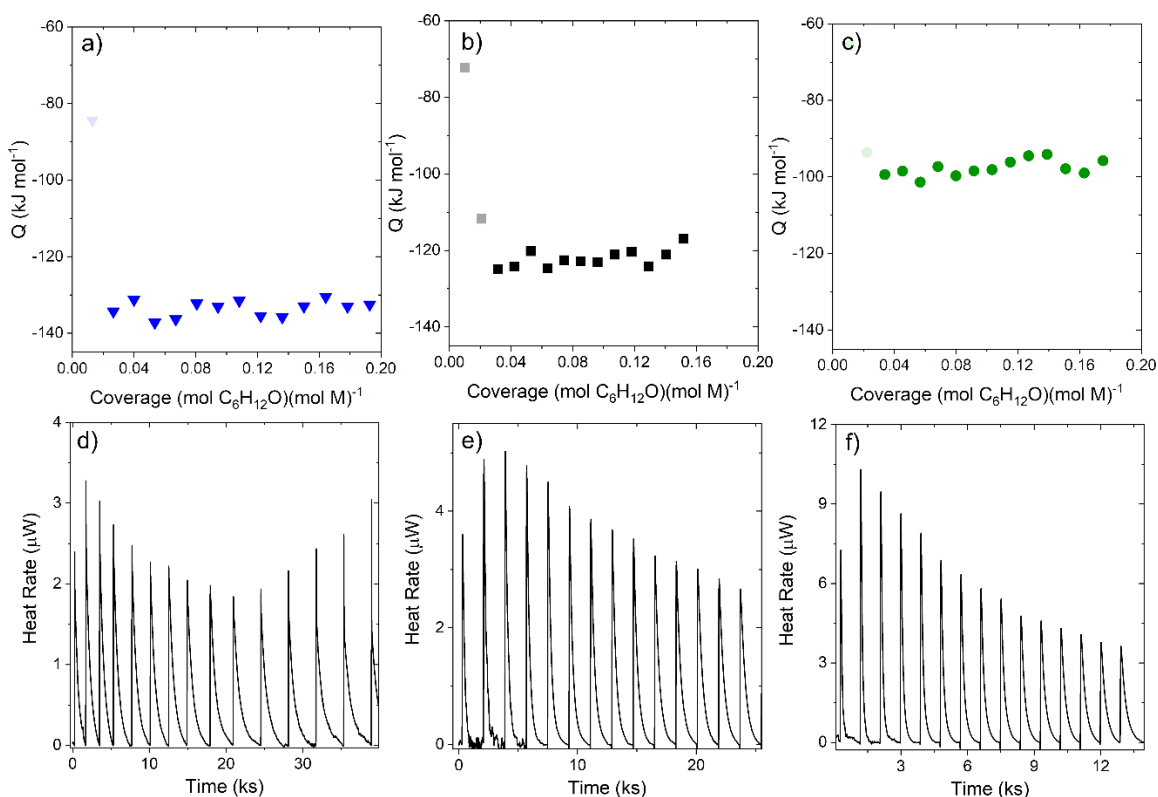 a)
-60
-80
-100
-120
-140
Q (kJ mol⁻¹)
0.00 0.04 0.08 0.12 0.16 0.20
Coverage (mol C₆H₁₂O)(mol M)⁻¹
b)
-60
-80
-100
-120
-140
Q (kJ mol⁻¹)
0.00 0.04 0.08 0.12 0.16 0.20
Coverage (mol C₆H₁₂O)(mol M)⁻¹
c)
-60
-80
-100
-120
-140
Q (kJ mol⁻¹)
0.00 0.04 0.08 0.12 0.16 0.20
Coverage (mol C₆H₁₂O)(mol M)⁻¹
d)
4
3
2
1
0
Heat Rate (μW)
0 10 20 30
Time (ks)
e)
4
2
0
Heat Rate (μW)
0 5 10 15 20 25
Time (ks)
f)
12
9
6
3
0
Heat Rate (μW)
3 6 9 12
Time (ks)